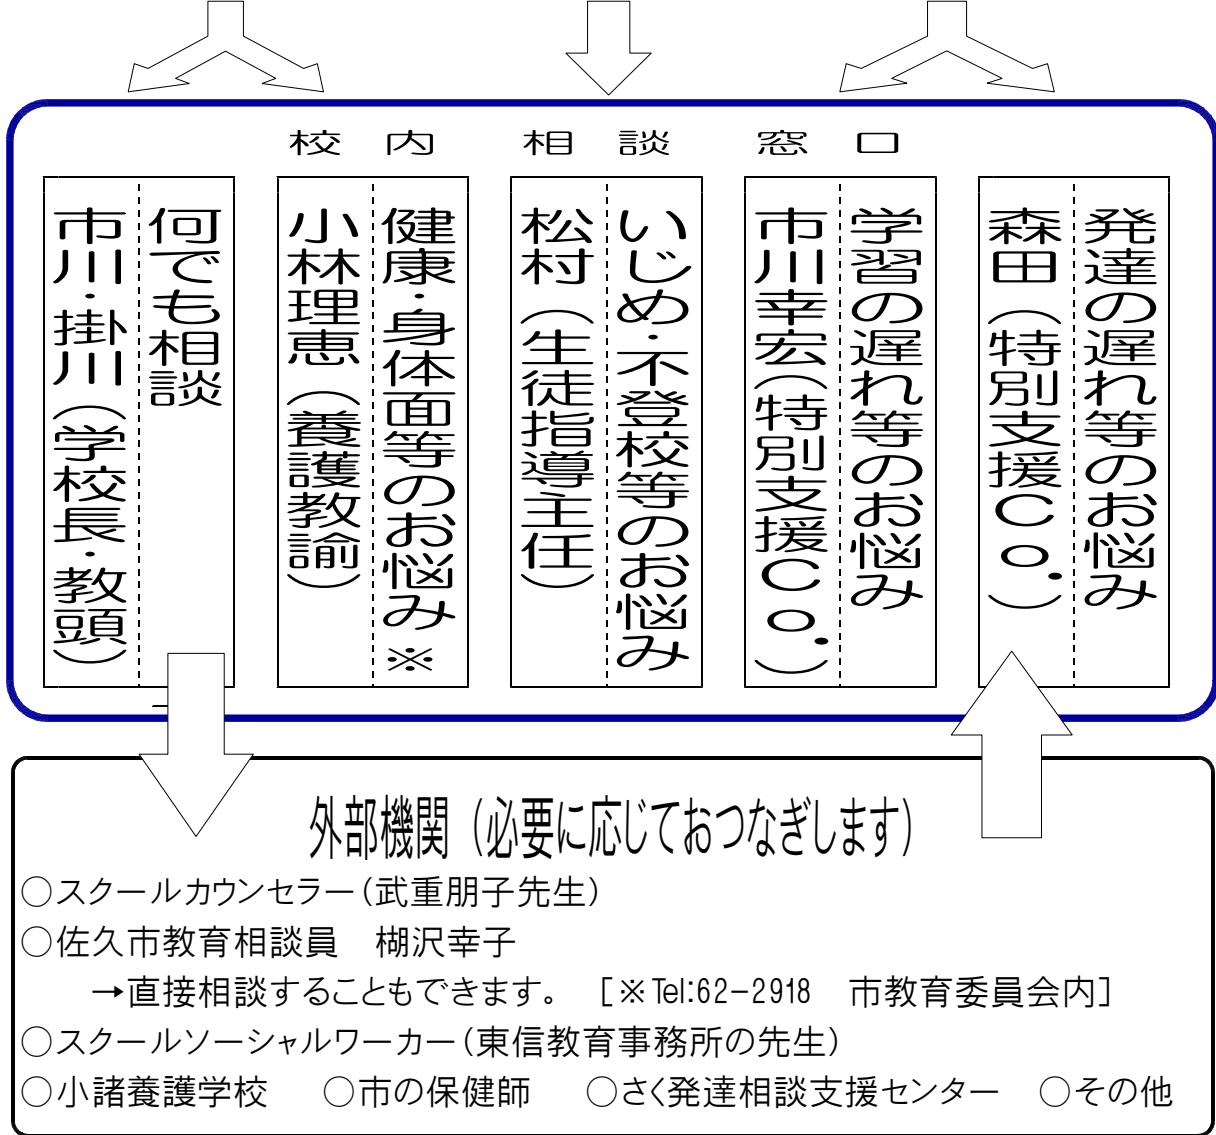 校内相談窓口
発達の遅れ等のお悩み
森田（特別支援Ｃｏ．）
学習の遅れ等のお悩み
市川幸宏（特別支援Ｃｏ．）
いじめ・不登校等のお悩み
松村（生徒指導主任）
健康・身体面等のお悩み※
小林理恵（養護教諭）
何でも相談
市川・掛川（学校長・教頭）
外部機関（必要に応じておつなぎします）
○スクールカウンセラー（武重朋子先生）
○佐久市教育相談員　楜沢幸子
→直接相談することもできます。　［※Tel:62-2918　市教育委員会内］
○スクールソーシャルワーカー（東信教育事務所の先生）
○小諸養護学校　○市の保健師　○さく発達相談支援センター　○その他